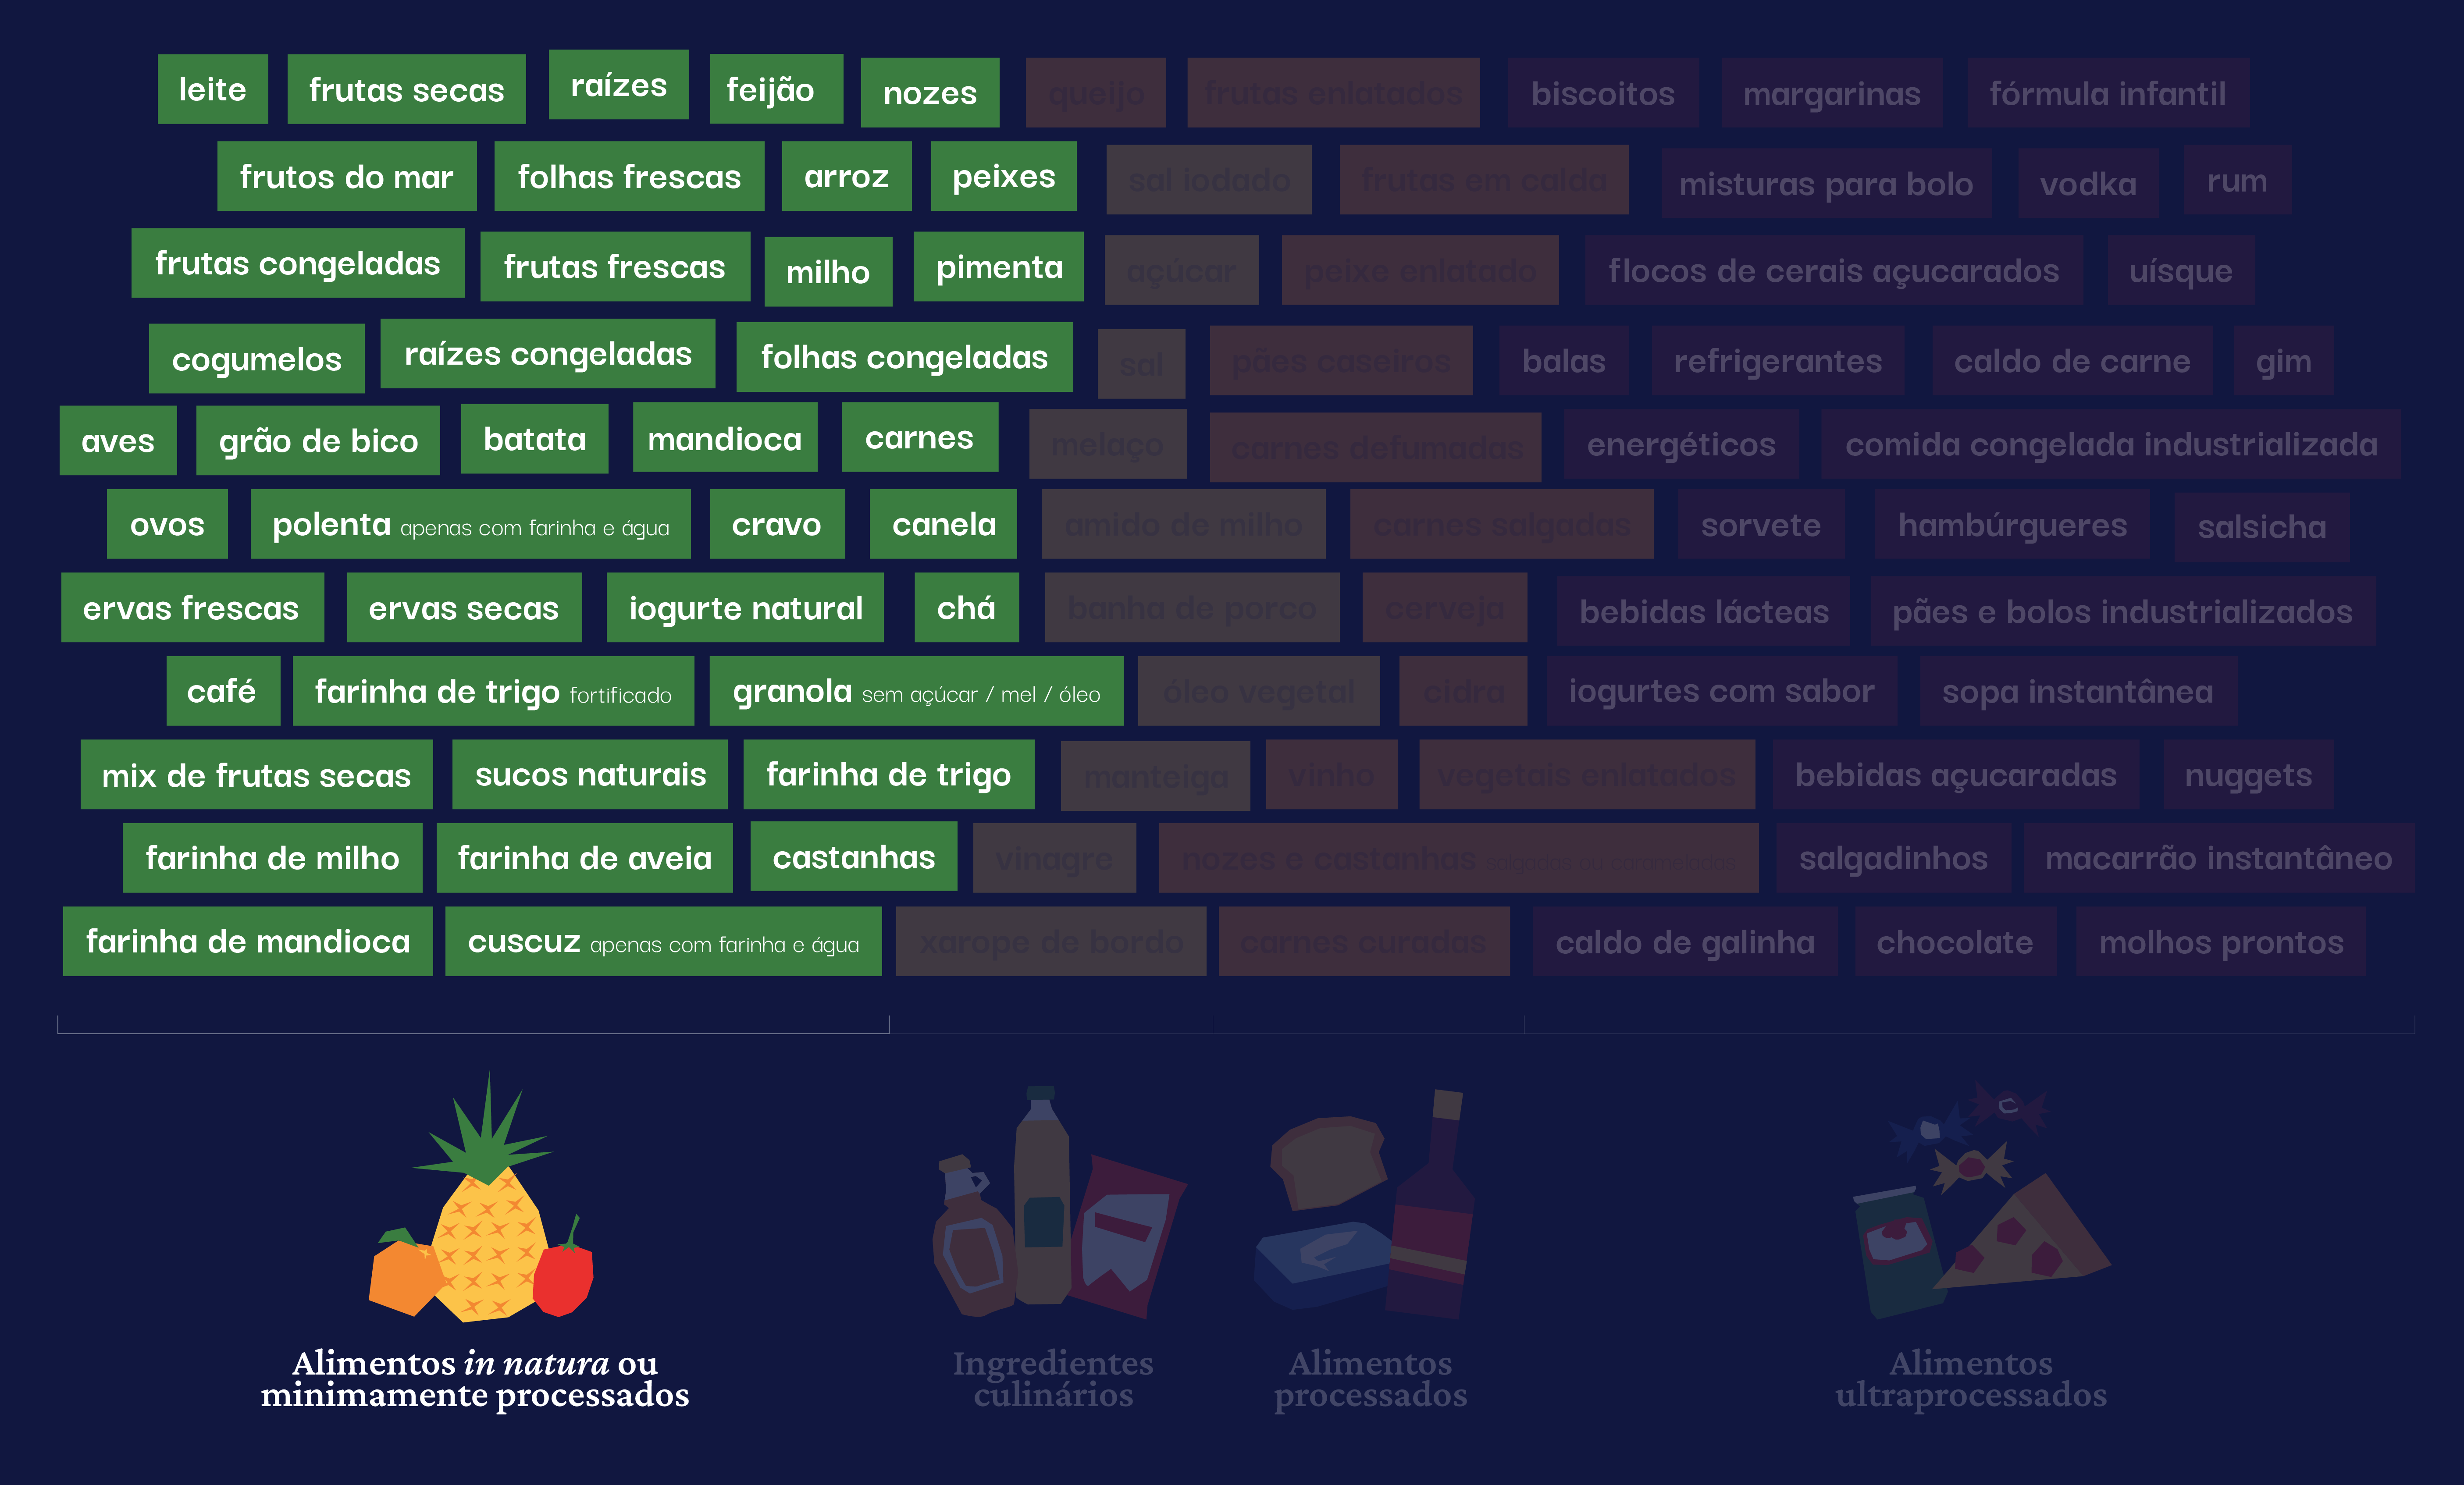 leite frutas secas raízes feijão nozes queijo frutas enlatados biscoitos margarinas fórmula infantil
frutos do mar folhas frescas arroz peixes sal iodado frutas em calda misturas para bolo vodka rum
frutas congeladas frutas frescas milho pimenta açúcar peixe enlatado flocos de cerais açucarados uísque
cogumelos raízes congeladas folhas congeladas sal pães caseiros balas refrigerantes caldo de carne gim
aves grão de bico batata mandioca carnes melaço carnes defumadas energéticos comida congelada industrializada
ovos polenta apenas com farinha e água cravo canela amido de milho carnes salgadas sorvete hambúrgueres salsicha
ervas frescas ervas secas iogurte natural chá banha de porco cerveja bebidas lácteas pães e bolos industrializados
café farinha de trigo fortificado granola sem açúcar / mel / óleo óleo vegetal cidra iogurtes com sabor sopa instantânea
mix de frutas secas sucos naturais farinha de trigo manteiga vinho vegetais enlatados bebidas açucaradas nuggets
farinha de milho farinha de aveia castanhas vinagre nozes e castanhas salgadinhos macarrão instantâneo
farinha de mandioca cuscuz apenas com farinha e água xarope de bordo carnes curadas caldo de galinha chocolate molhos prontos
Alimentos in natura ou
minimamente processados
Ingredientes
culinários
Alimentos
processados
Alimentos
ultraprocessados